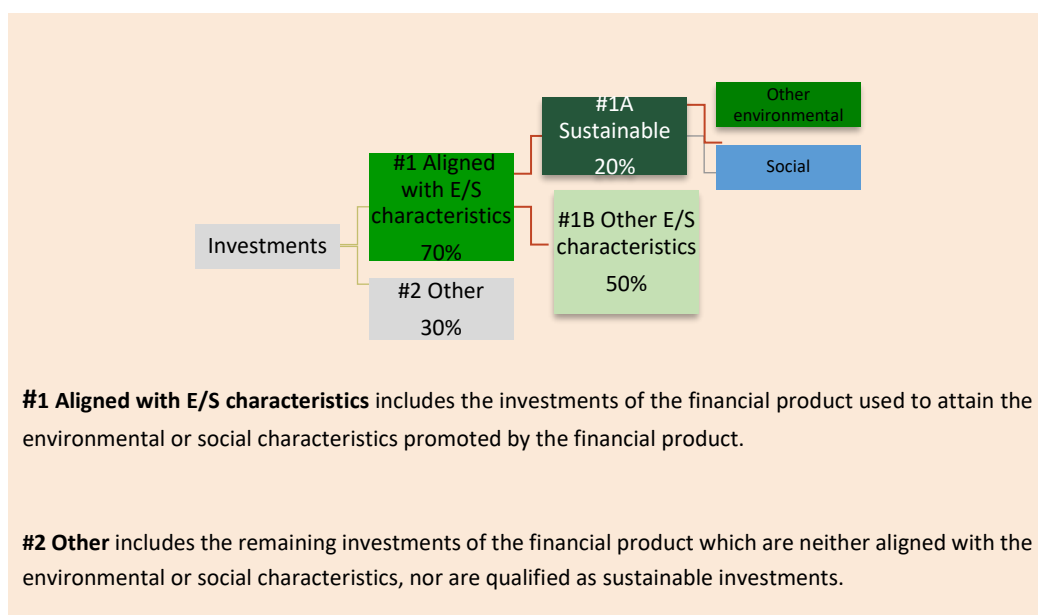 #1A
Sustainable
20%
Other
environmental
Social
#1 Aligned
with E/S
characteristics
70%
#1B Other E/S
characteristics
50%
Investments
#2 Other
30%
#1 Aligned with E/S characteristics includes the investments of the financial product used to attain the
environmental or social characteristics promoted by the financial product.
#2 Other includes the remaining investments of the financial product which are neither aligned with the
environmental or social characteristics, nor are qualified as sustainable investments.